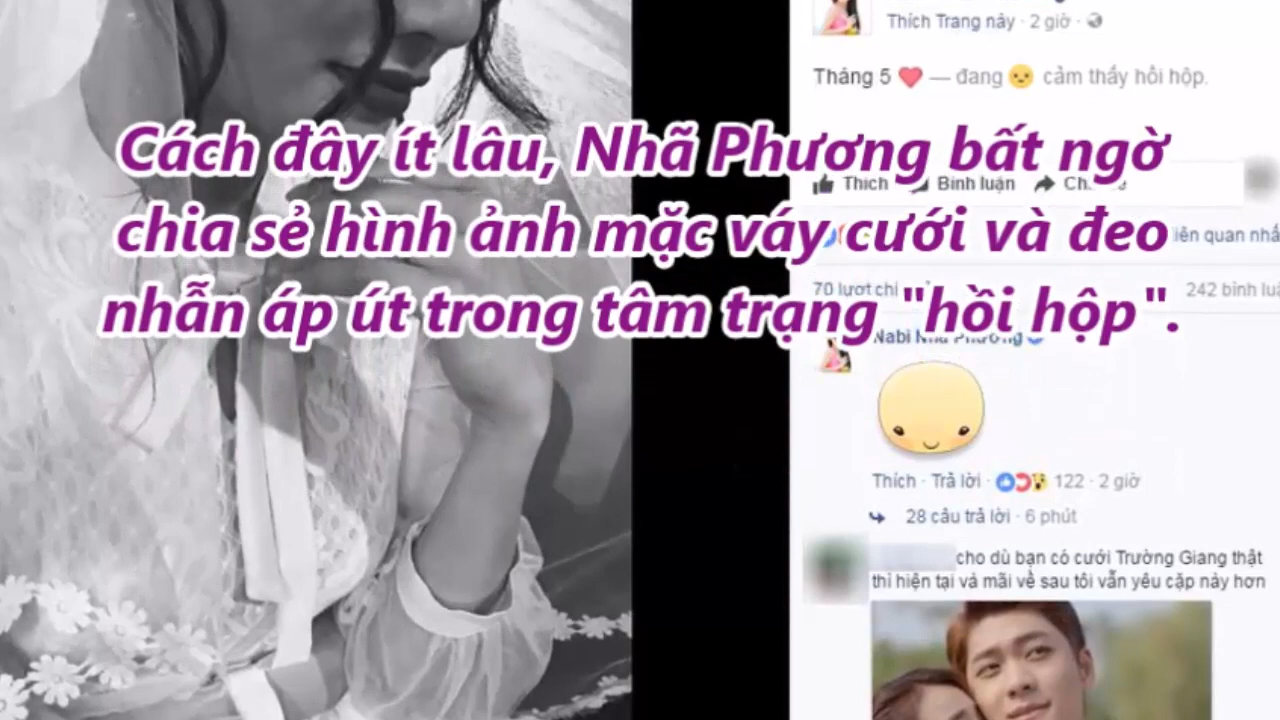 Thích Trang này · 2 giờ
Tháng 5 — đang cảm thấy hồi hộp.
Cách đây ít lâu, Nhã Phương bất ngờ
chia sẻ hình ảnh mặc váy cưới và đeo
nhẫn áp út trong tâm trạng "hồi hộp".
Thích Bình luận
liên quan nhấ
70 lượt chi
242 bình luậ
Nabi Nhã Phương
Thích · Trả lời · 122 · 2 giờ
28 câu trả lời · 6 phút
cho dù bạn có cưới Trường Giang thật
thì hiện tại và mãi về sau tôi vẫn yêu cặp này hơn